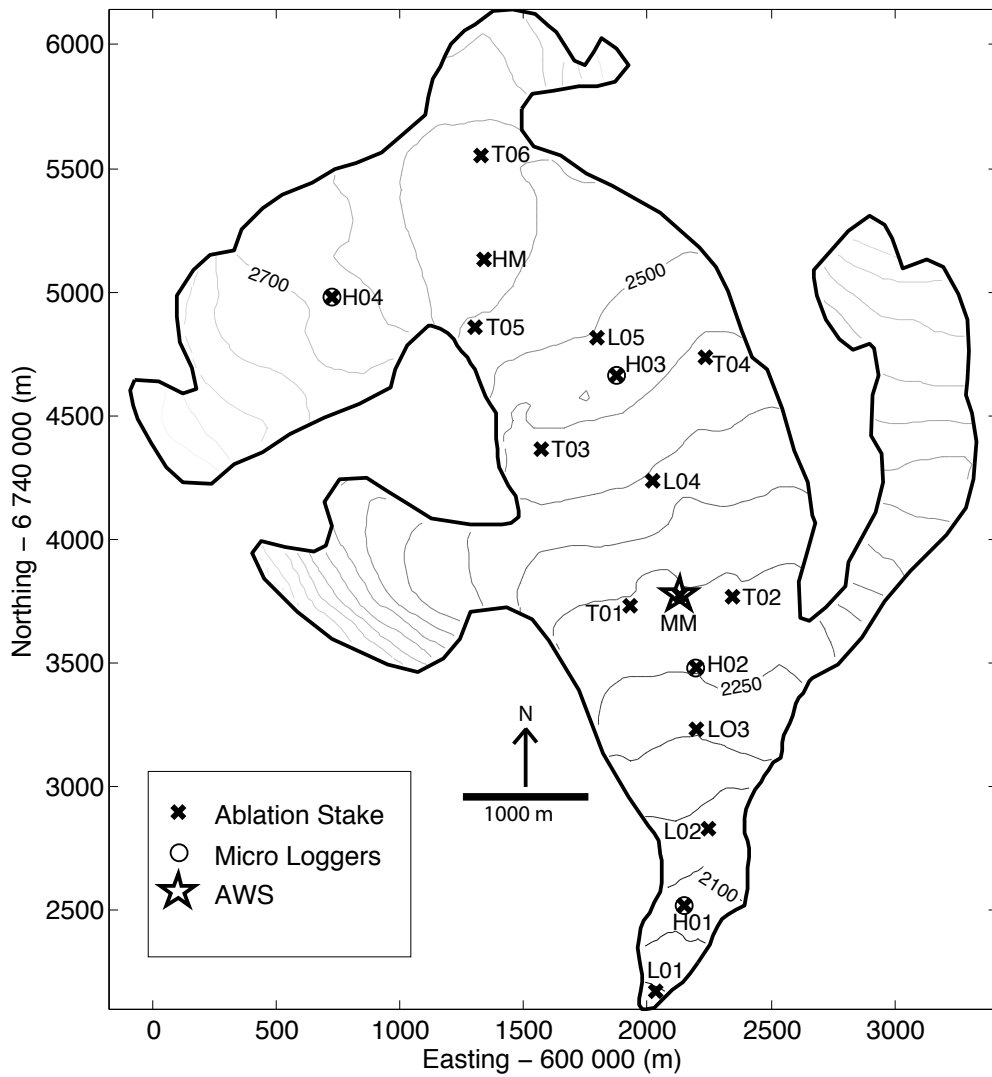 6000
5500
5000
4500
4000
3500
3000
2500
Northing – 6 740 000 (m)
T06
HM
2700
H04
2500
T05
L05
H03
T04
T03
L04
T01
MM
T02
H02
2250
N
LO3
1000 m
L02
2100
H01
L01
Ablation Stake
Micro Loggers
AWS
0
500
1000
1500
2000
2500
3000
Easting – 600 000 (m)